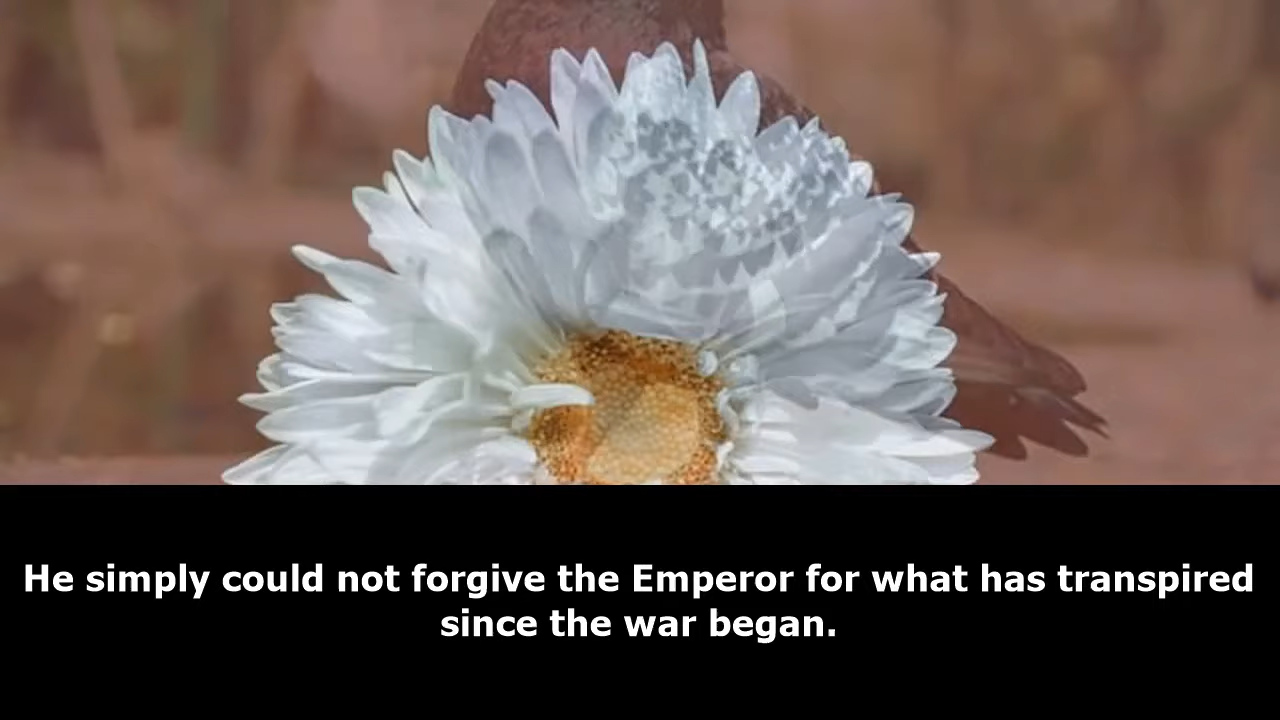 He simply could not forgive the Emperor for what has transpired
since the war began.